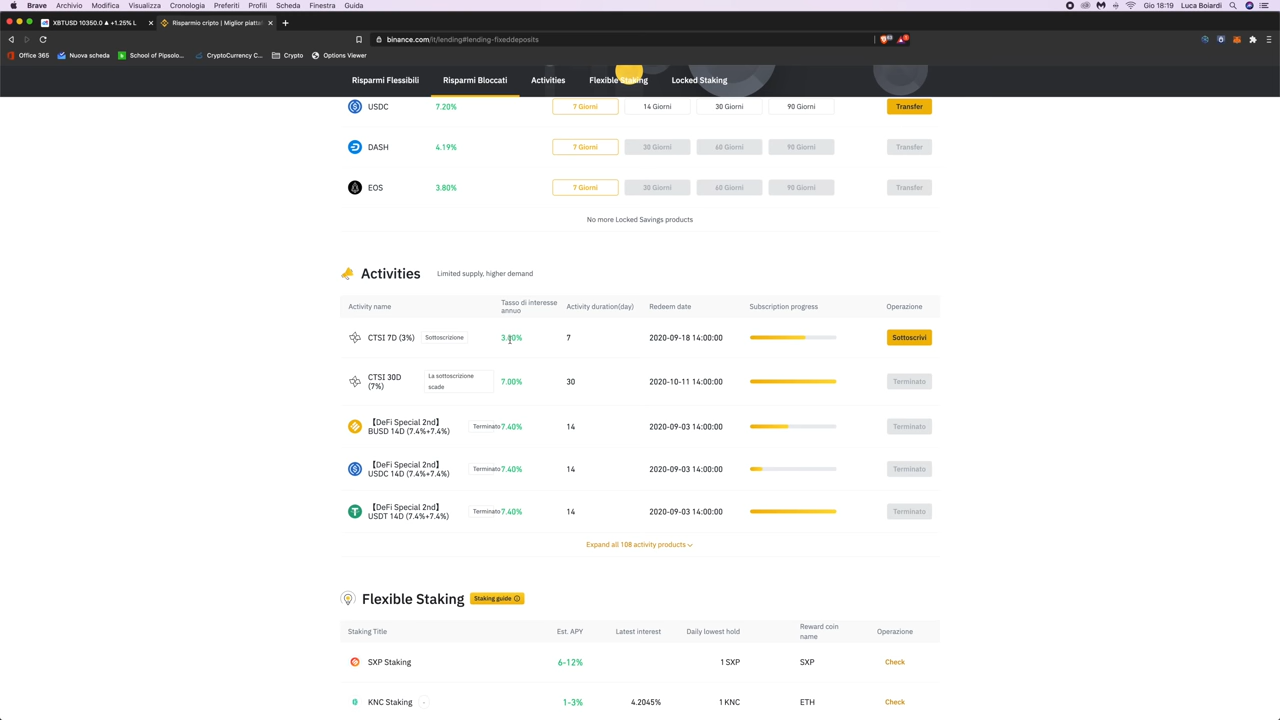 Brave Archivio Modifica Visualizza Cronologia Preferiti Profili Scheda Finestra Guida Gio 18:19 Luca Boiardi
XBTUSD 10350.0 ▲ +1.25% L Risparmio cripto | Miglior piattaf
binance.com/it/lending#lending-fixeddeposits
Office 365 Nuova scheda School of Pipsolo... CryptoCurrency C... Crypto Options Viewer
Risparmi Flessibili Risparmi Bloccati Activities Flexible Staking Locked Staking
USDC 7.20% 7 Giorni 14 Giorni 30 Giorni 90 Giorni Transfer
DASH 4.19% 7 Giorni 30 Giorni 60 Giorni 90 Giorni Transfer
EOS 3.80% 7 Giorni 30 Giorni 60 Giorni 90 Giorni Transfer
No more Locked Savings products
Activities Limited supply, higher demand
Activity name Tasso di interesse annuo Activity duration(day) Redeem date Subscription progress Operazione
CTSI 7D (3%) Sottoscrizione 3.00% 7 2020-09-18 14:00:00 Sottoscrivi
CTSI 30D (7%) La sottoscrizione scade 7.00% 30 2020-10-11 14:00:00 Terminato
【DeFi Special 2nd】 BUSD 14D (7.4%+7.4%) Terminato 7.40% 14 2020-09-03 14:00:00 Terminato
【DeFi Special 2nd】 USDC 14D (7.4%+7.4%) Terminato 7.40% 14 2020-09-03 14:00:00 Terminato
【DeFi Special 2nd】 USDT 14D (7.4%+7.4%) Terminato 7.40% 14 2020-09-03 14:00:00 Terminato
Expand all 108 activity products
Flexible Staking Staking guide
Staking Title Est. APY Latest interest Daily lowest hold Reward coin name Operazione
SXP Staking 6-12% 1 SXP SXP Check
KNC Staking 1-3% 4.2045% 1 KNC ETH Check